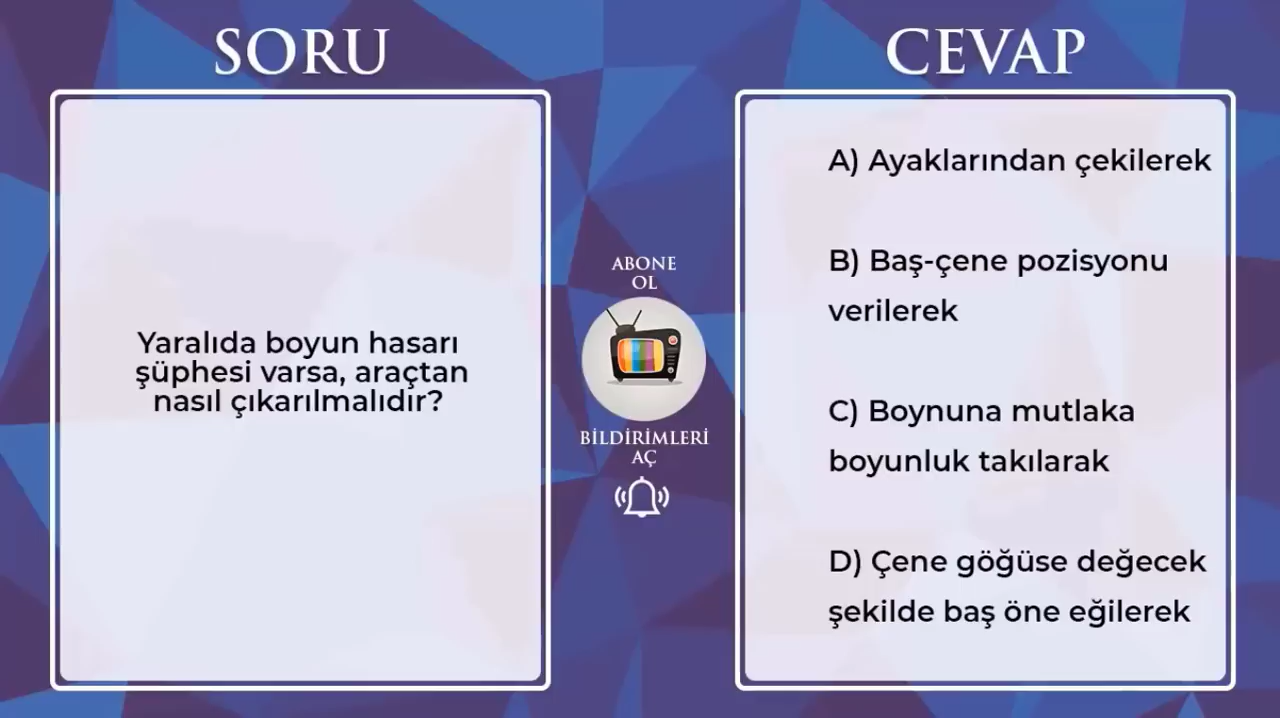 SORU
Yaralıda boyun hasarı
şüphesi varsa, araçtan
nasıl çıkarılmalıdır?
ABONE
OL
BİLDİRİMLERİ
AÇ
CEVAP
A) Ayaklarından çekilerek
B) Baş-çene pozisyonu
verilerek
C) Boynuna mutlaka
boyunluk takılarak
D) Çene göğüse değecek
şekilde baş öne eğilerek